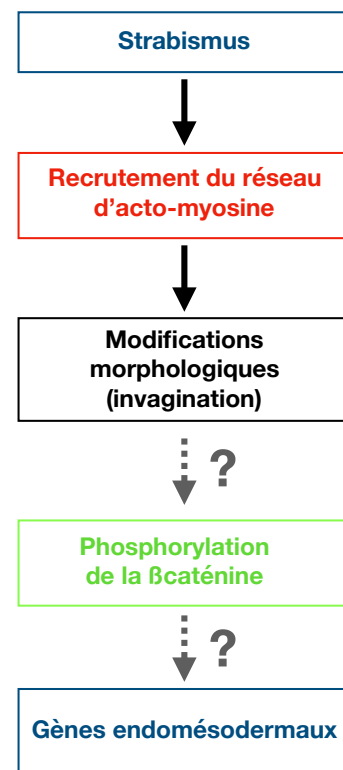 Strabismus
Recrutement du réseau
d’acto-myosine
Modifications
morphologiques
(invagination)
?
Phosphorylation
de la ßcaténine
?
Gènes endomésodermaux